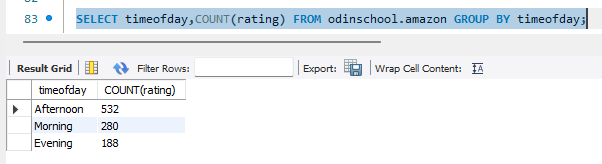 83 SELECT timeofday,COUNT(rating) FROM odinschool.amazon GROUP BY timeofday;
Result Grid Filter Rows: Export: Wrap Cell Content: IA
timeofday COUNT(rating)
Afternoon 532
Morning 280
Evening 188